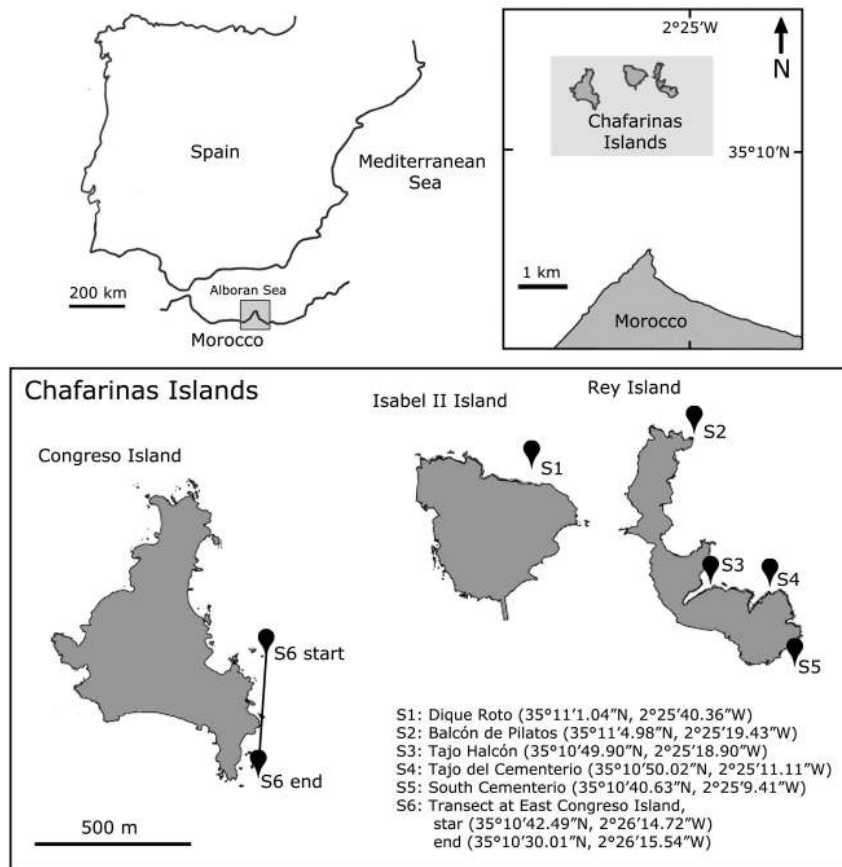 Spain
Mediterranean
Sea
200 km
Alboran Sea
Morocco
2°25'W
N
Chafarinas
Islands
35°10'N
1 km
Morocco
Chafarinas Islands
Congreso Island
Isabel II Island
Rey Island
S1
S2
S3
S4
S5
S6 start
S6 end
500 m
S1: Dique Roto (35°11'1.04"N, 2°25'40.36"W)
S2: Balcón de Pilatos (35°11'4.98"N, 2°25'19.43"W)
S3: Tajo Halcón (35°10'49.90"N, 2°25'18.90"W)
S4: Tajo del Cementerio (35°10'50.02"N, 2°25'11.11"W)
S5: South Cementerio (35°10'40.63"N, 2°25'9.41"W)
S6: Transect at East Congreso Island,
star (35°10'42.49"N, 2°26'14.72"W)
end (35°10'30.01"N, 2°26'15.54"W)